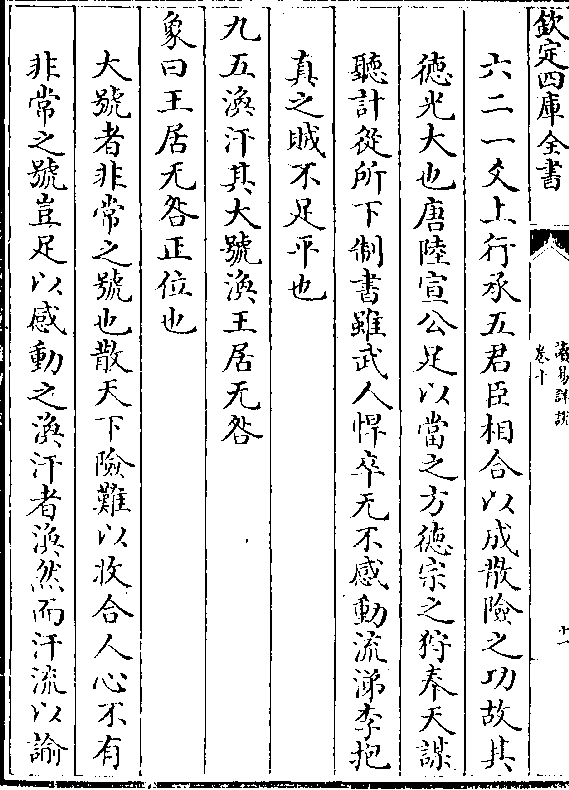 欽定四庫全書
讀易詳說
卷十
十一
六二一爻上行承五君臣相合以成散險之功故其
徳光大也唐陸宣公足以當之方徳宗之狩奉天謀
聽計從所下制書雖武人悍卒无不感動流涕李抱
真之賊不足平也
九五渙汗其大號渙王居无咎
象曰王居无咎正位也
大號者非常之號也散天下險難以收合人心不有
非常之號豈足以感動之渙汗者渙然而汗流以諭